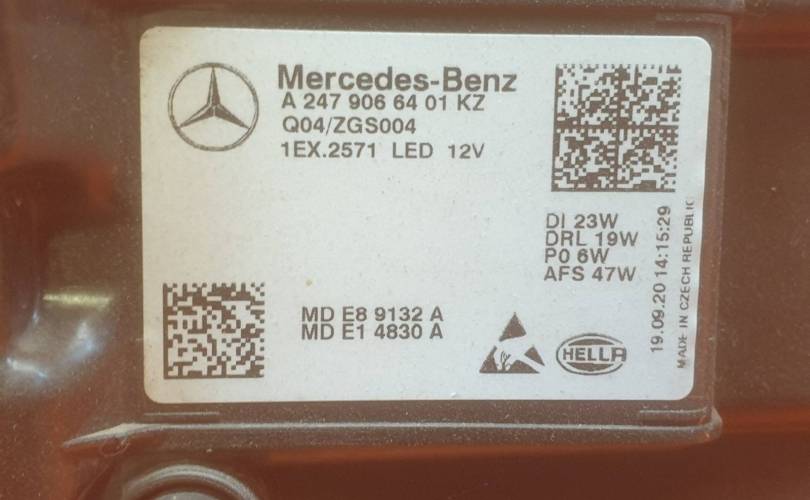 Mercedes-Benz
A 247 906 64 01 KZ
Q04/ZGS004
1EX.2571 LED 12V
DI 23W
DRL 19W
P0 6W
AFS 47W
19.09.20 14:15:29
MADE IN CZECH REPUBLIC
MD E8 9132 A
MD E1 4830 A
HELLA